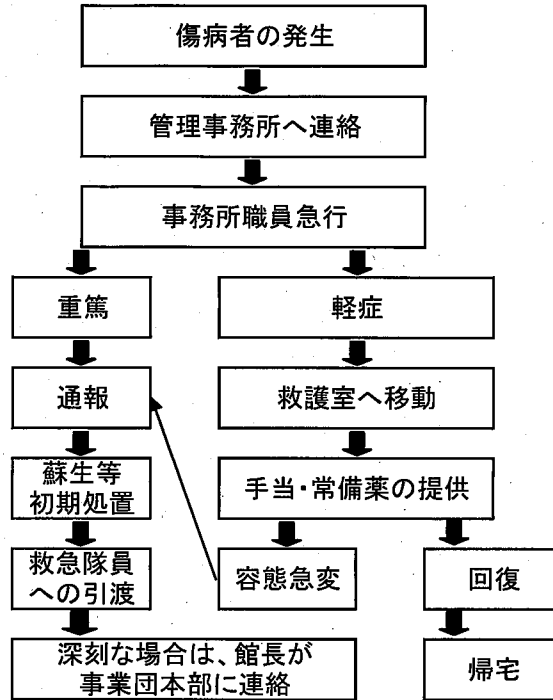 傷病者の発生
管理事務所へ連絡
事務所職員急行
重篤
軽症
通報
救護室へ移動
蘇生等
初期処置
手当・常備薬の提供
救急隊員
への引渡
容態急変
回復
深刻な場合は、館長が
事業団本部に連絡
帰宅